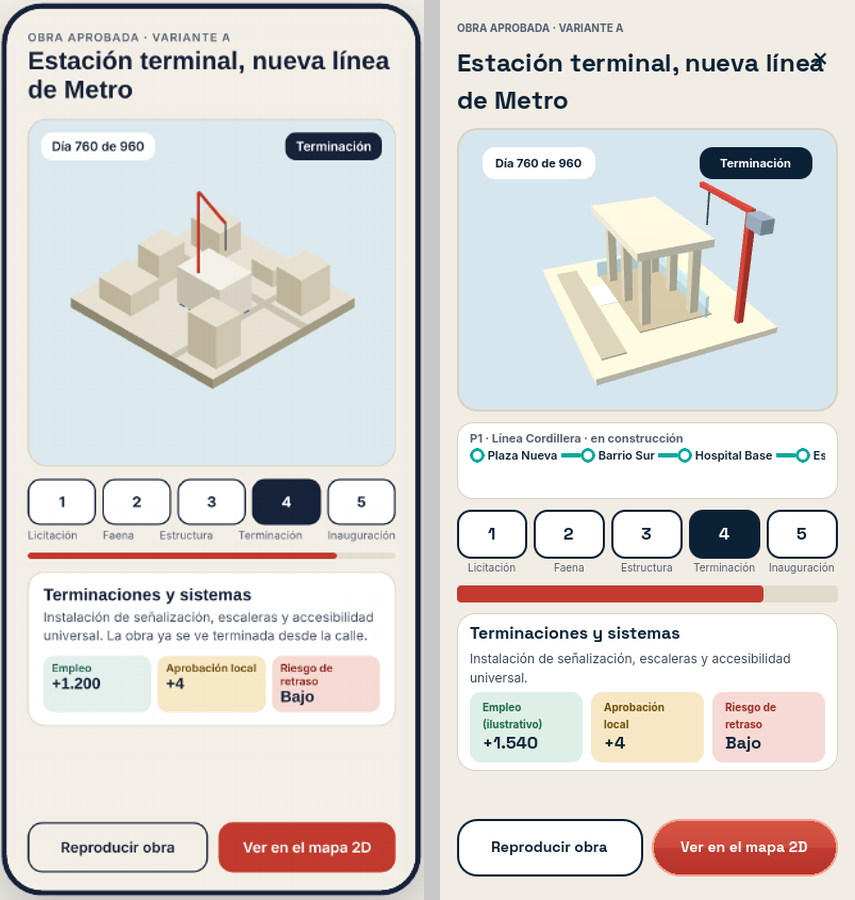 OBRA APROBADA · VARIANTE A
Estación terminal, nueva línea
de Metro
Día 760 de 960
Terminación
1
2
3
4
5
Licitación
Faena
Estructura
Terminación
Inauguración
Terminaciones y sistemas
Instalación de señalización, escaleras y accesibilidad
universal. La obra ya se ve terminada desde la calle.
Empleo
+1.200
Aprobación local
+4
Riesgo de
retraso
Bajo
Reproducir obra
Ver en el mapa 2D
OBRA APROBADA · VARIANTE A
Estación terminal, nueva línea
de Metro
×
Día 760 de 960
Terminación
P1 · Línea Cordillera · en construcción
Plaza Nueva
Barrio Sur
Hospital Base
Es
1
2
3
4
5
Licitación
Faena
Estructura
Terminación
Inauguración
Terminaciones y sistemas
Instalación de señalización, escaleras y accesibilidad
universal.
Empleo
(ilustrativo)
+1.540
Aprobación
local
+4
Riesgo de
retraso
Bajo
Reproducir obra
Ver en el mapa 2D